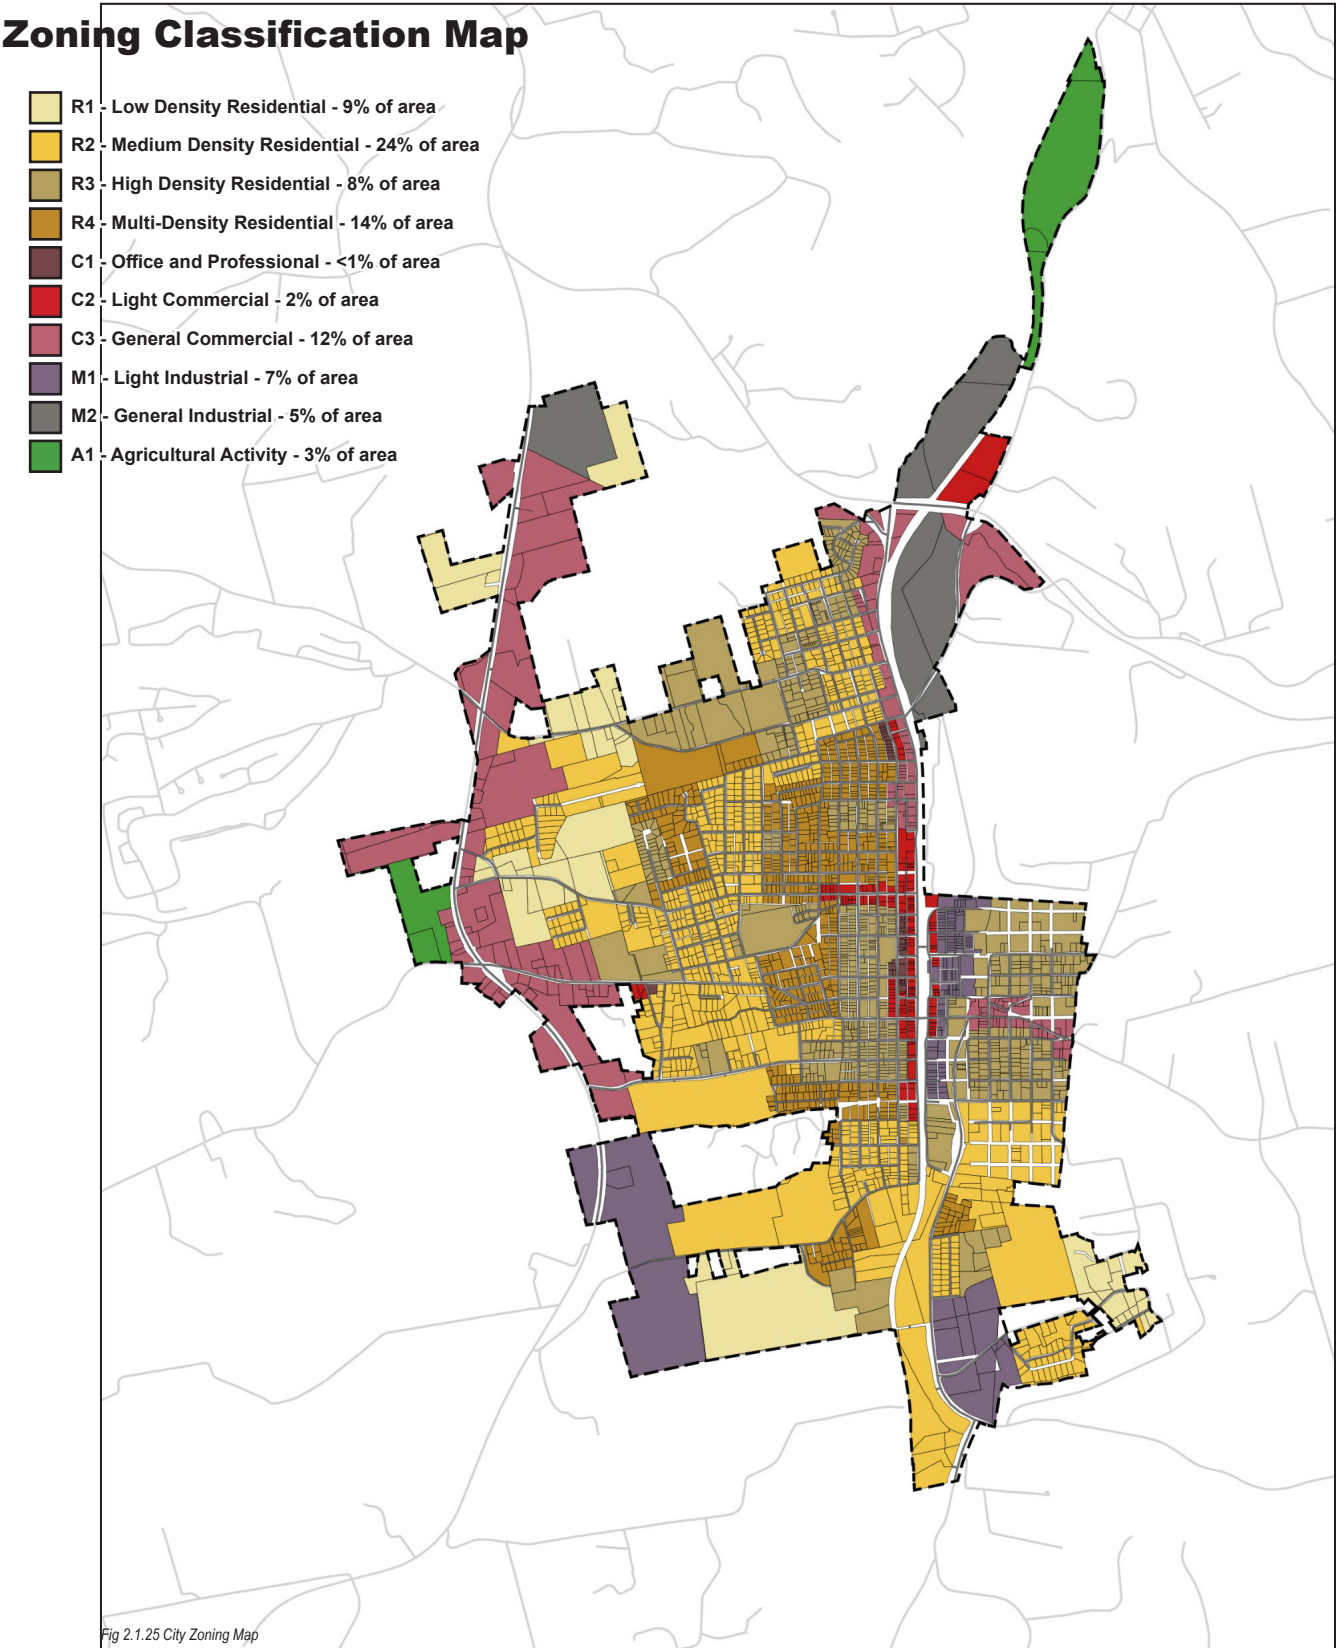 Zoning Classification Map
R1 - Low Density Residential - 9% of area
R2 - Medium Density Residential - 24% of area
R3 - High Density Residential - 8% of area
R4 - Multi-Density Residential - 14% of area
C1 - Office and Professional - <1% of area
C2 - Light Commercial - 2% of area
C3 - General Commercial - 12% of area
M1 - Light Industrial - 7% of area
M2 - General Industrial - 5% of area
A1 - Agricultural Activity - 3% of area
Fig 2.1.25 City Zoning Map